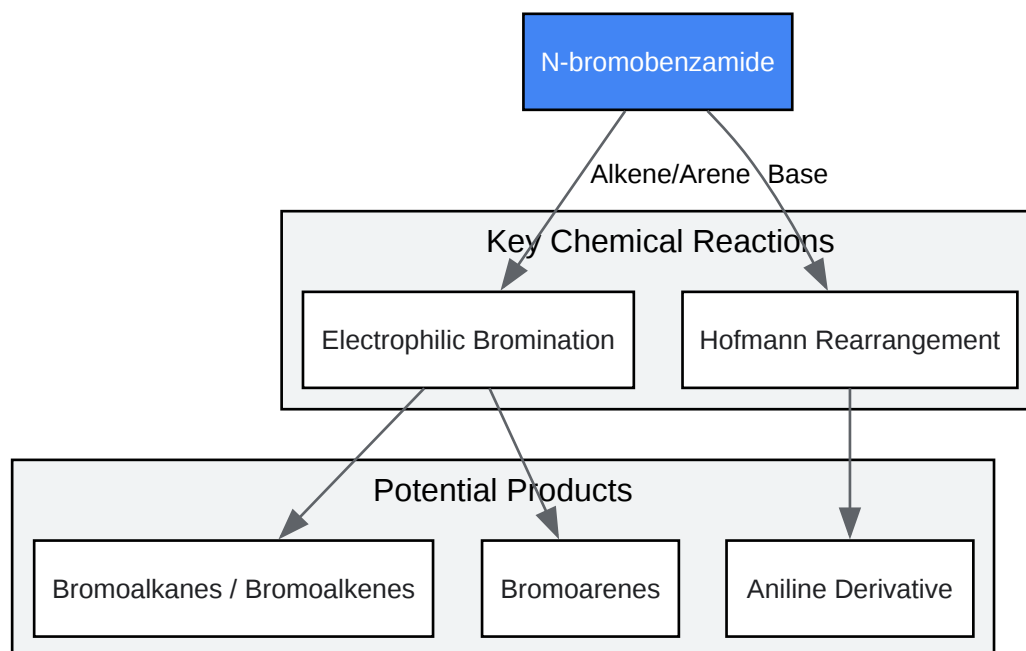 N-bromobenzamide
Alkene/Arene
Base
Key Chemical Reactions
Electrophilic Bromination
Hofmann Rearrangement
Potential Products
Bromoalkanes / Bromoalkenes
Bromoarenes
Aniline Derivative